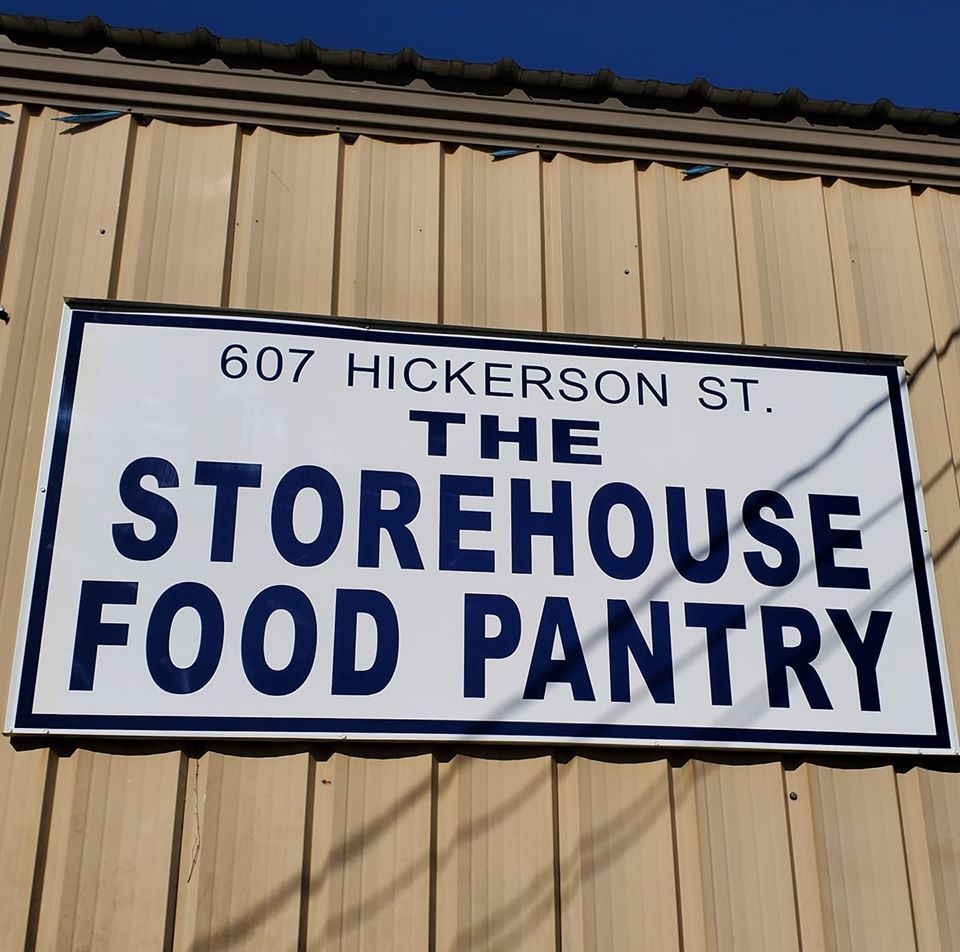 607 HICKERSON ST.
THE
STOREHOUSE
FOOD PANTRY